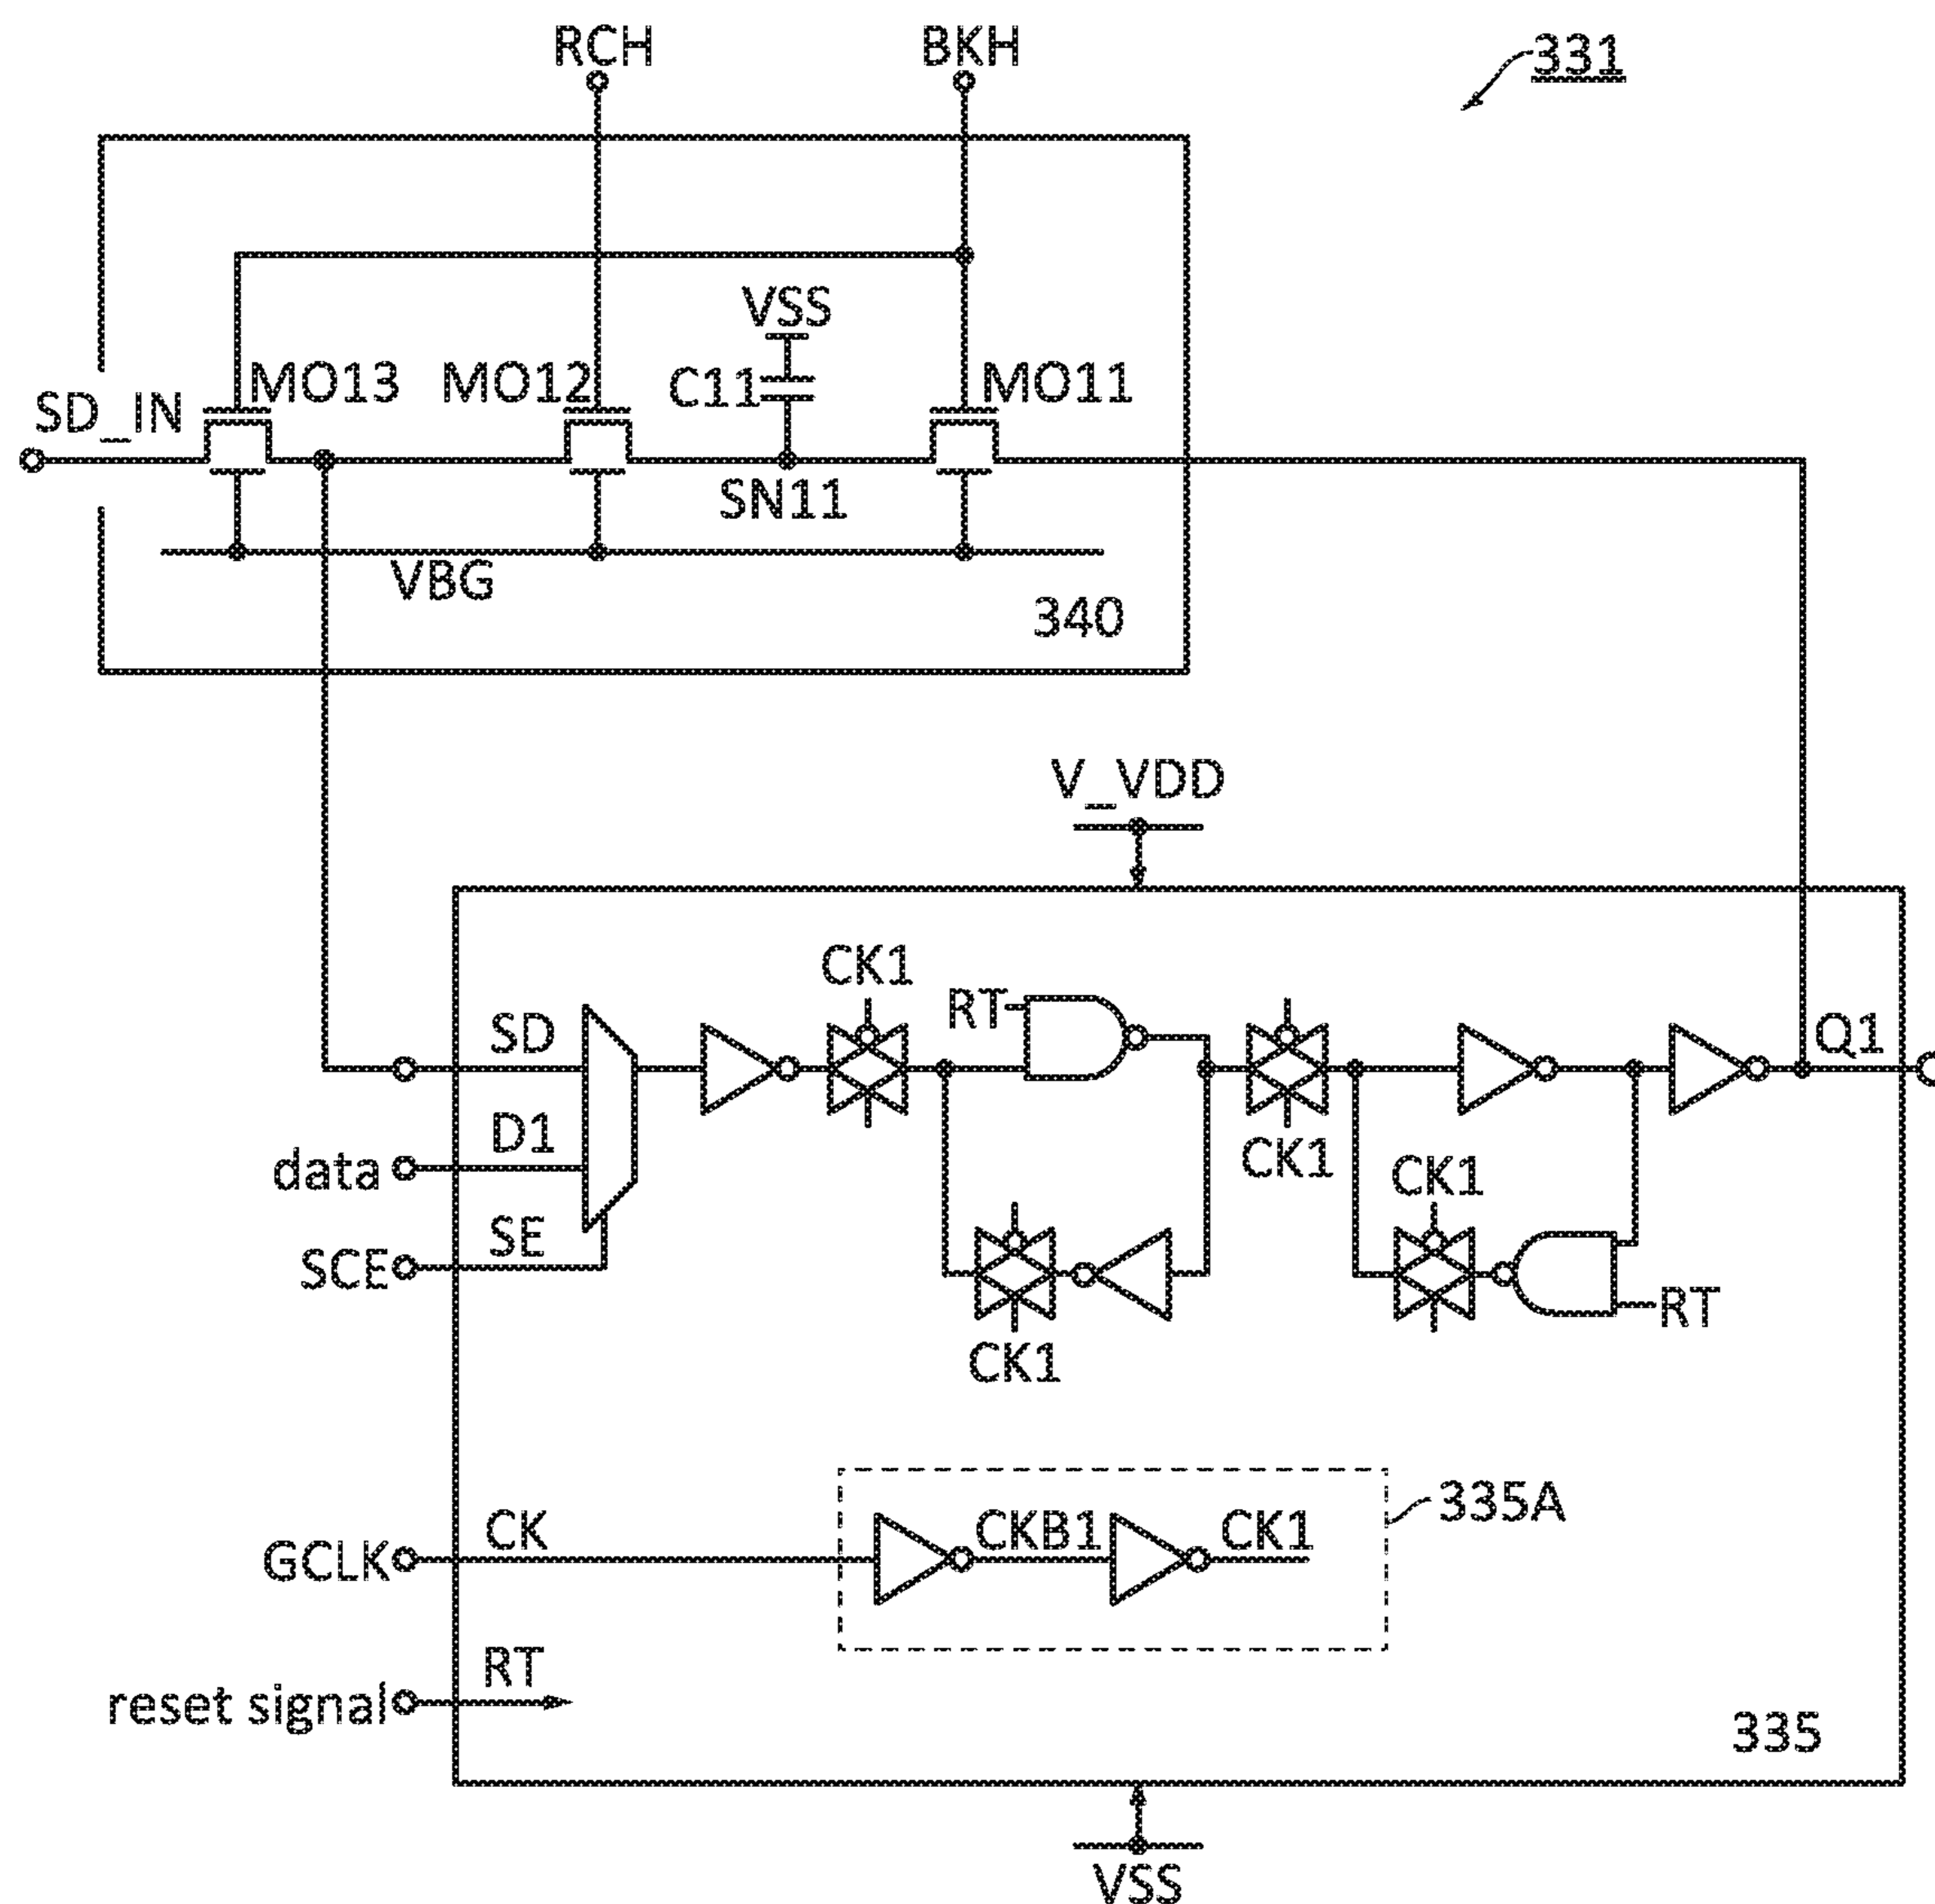 RCH
BKH
331
VSS
MO13
MO12
C11
MO11
SD_IN
SN11
VBG
340
V_VDD
CK1
RT
SD
Q1
D1
data
CK1
CK1
SE
SCE
RT
CK1
335A
CK
CKB1
CK1
GCLK
RT
reset signal
335
VSS